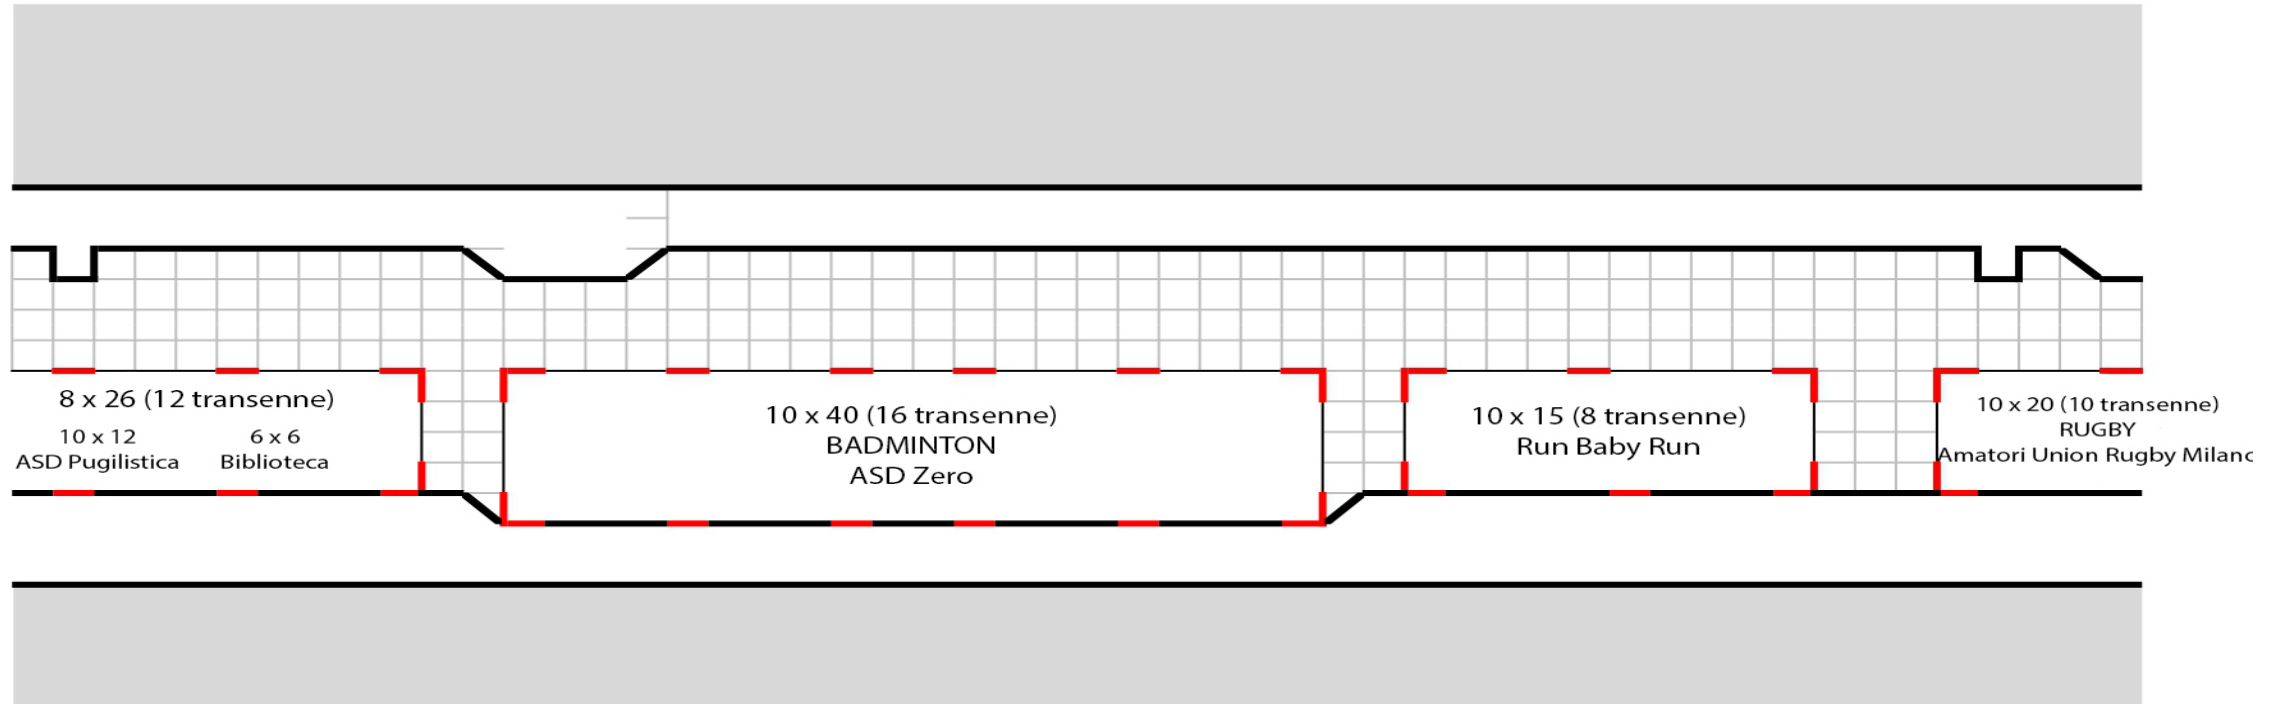 8 x 26 (12 transenne)
10 x 12
ASD Pugilistica
6 x 6
Biblioteca
10 x 40 (16 transenne)
BADMINTON
ASD Zero
10 x 15 (8 transenne)
Run Baby Run
10 x 20 (10 transenne)
RUGBY
Amatori Union Rugby Milano